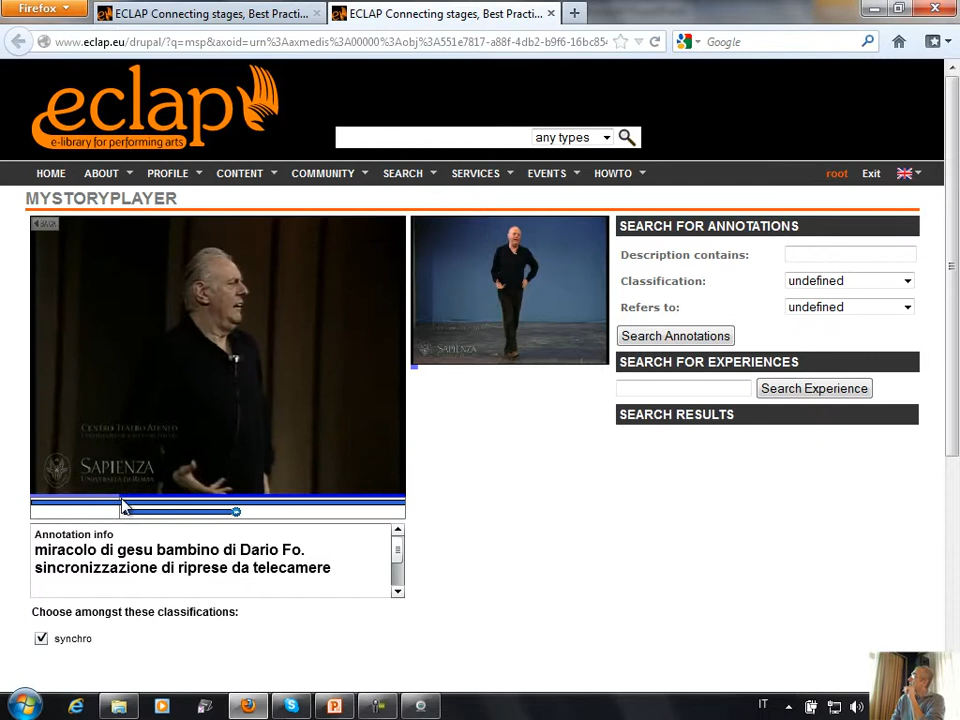 Firefox
ECLAP Connecting stages, Best Practi...
ECLAP Connecting stages, Best Practi...
www.eclap.eu/drupal/?q=msp&axoid=urn%3Aaxmedis%3A00000%3Aobj%3A551e7817-a88f-4db2-b9f6-16bc85
Google
eclap
e-library for performing arts
any types
HOME ABOUT PROFILE CONTENT COMMUNITY SEARCH SERVICES EVENTS HOWTO root Exit
MYSTORYPLAYER
BACK
CENTRO TEATRO ATENEO
SAPIENZA
UNIVERSITÀ DI ROMA
SAPIENZA
SEARCH FOR ANNOTATIONS
Description contains:
Classification: undefined
Refers to: undefined
Search Annotations
SEARCH FOR EXPERIENCES
Search Experience
SEARCH RESULTS
Annotation info
miracolo di gesu bambino di Dario Fo.
sincronizzazione di riprese da telecamere
Choose amongst these classifications:
synchro
IT